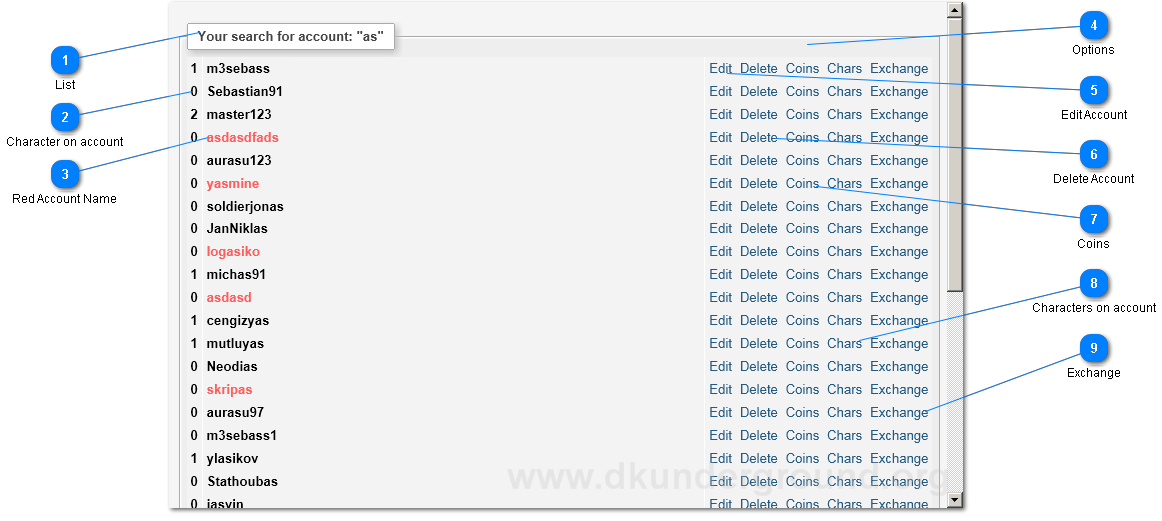 Your search for account: "as"
1 m3sebass Edit Delete Coins Chars Exchange
0 Sebastian91 Edit Delete Coins Chars Exchange
2 master123 Edit Delete Coins Chars Exchange
0 asdasdfads Edit Delete Coins Chars Exchange
0 aurasu123 Edit Delete Coins Chars Exchange
0 yasmine Edit Delete Coins Chars Exchange
0 soldierjonas Edit Delete Coins Chars Exchange
0 JanNiklas Edit Delete Coins Chars Exchange
0 logasiko Edit Delete Coins Chars Exchange
1 michas91 Edit Delete Coins Chars Exchange
0 asdasd Edit Delete Coins Chars Exchange
1 cengizyas Edit Delete Coins Chars Exchange
1 mutluyas Edit Delete Coins Chars Exchange
0 Neodias Edit Delete Coins Chars Exchange
0 skripas Edit Delete Coins Chars Exchange
0 aurasu97 Edit Delete Coins Chars Exchange
0 m3sebass1 Edit Delete Coins Chars Exchange
1 ylasikov Edit Delete Coins Chars Exchange
0 Stathoubas Edit Delete Coins Chars Exchange
0 Edit Delete Coins Chars Exchange
www.dkunderground.org
1
List
2
Character on account
3
Red Account Name
4
Options
5
Edit Account
6
Delete Account
7
Coins
8
Characters on account
9
Exchange